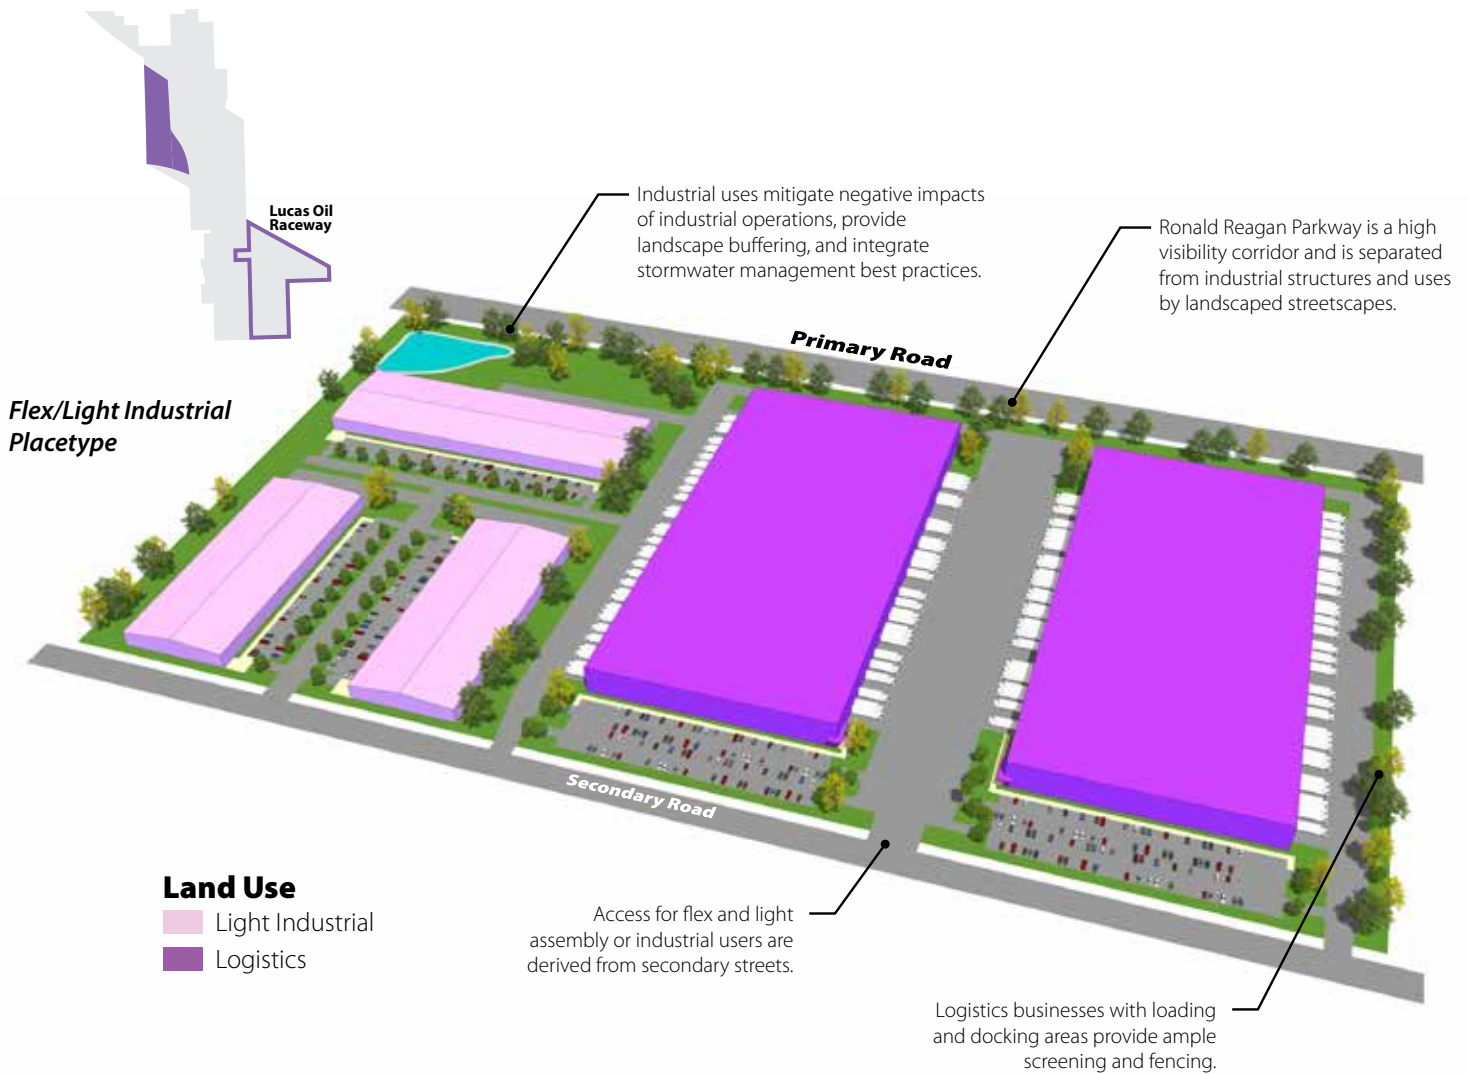 Lucas Oil
Raceway
Industrial uses mitigate negative impacts
of industrial operations, provide
landscape buffering, and integrate
stormwater management best practices.
Ronald Reagan Parkway is a high
visibility corridor and is separated
from industrial structures and uses
by landscaped streetscapes.
Primary Road
Flex/Light Industrial
Placetype
Secondary Road
Land Use
Light Industrial
Logistics
Access for flex and light
assembly or industrial users are
derived from secondary streets.
Logistics businesses with loading
and docking areas provide ample
screening and fencing.